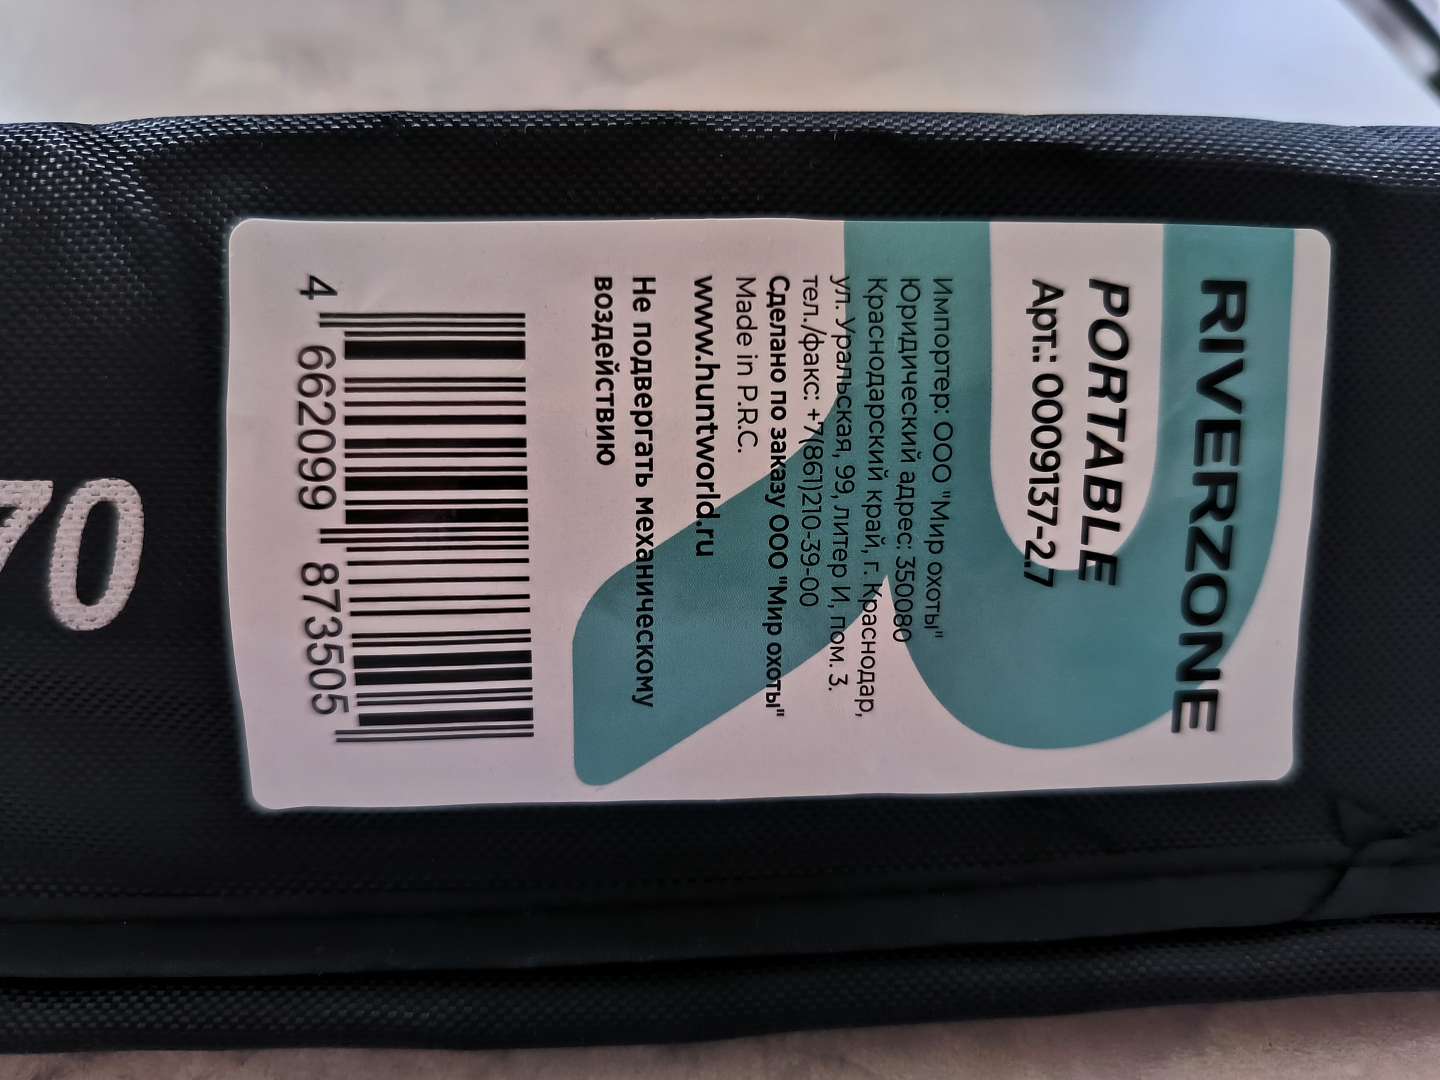 RIVERZONE
PORTABLE
Арт.: 0009137-2.7
Импортер: ООО "Мир охоты"
Юридический адрес: 350080
Краснодарский край, г. Краснодар,
ул. Уральская, 99, литер И, пом. 3.
тел./факс: +7(861)210-39-00
Сделано по заказу ООО "Мир охоты"
Made in P.R.C.
www.huntworld.ru
Не подвергать механическому
воздействию
4 662099 873505
70